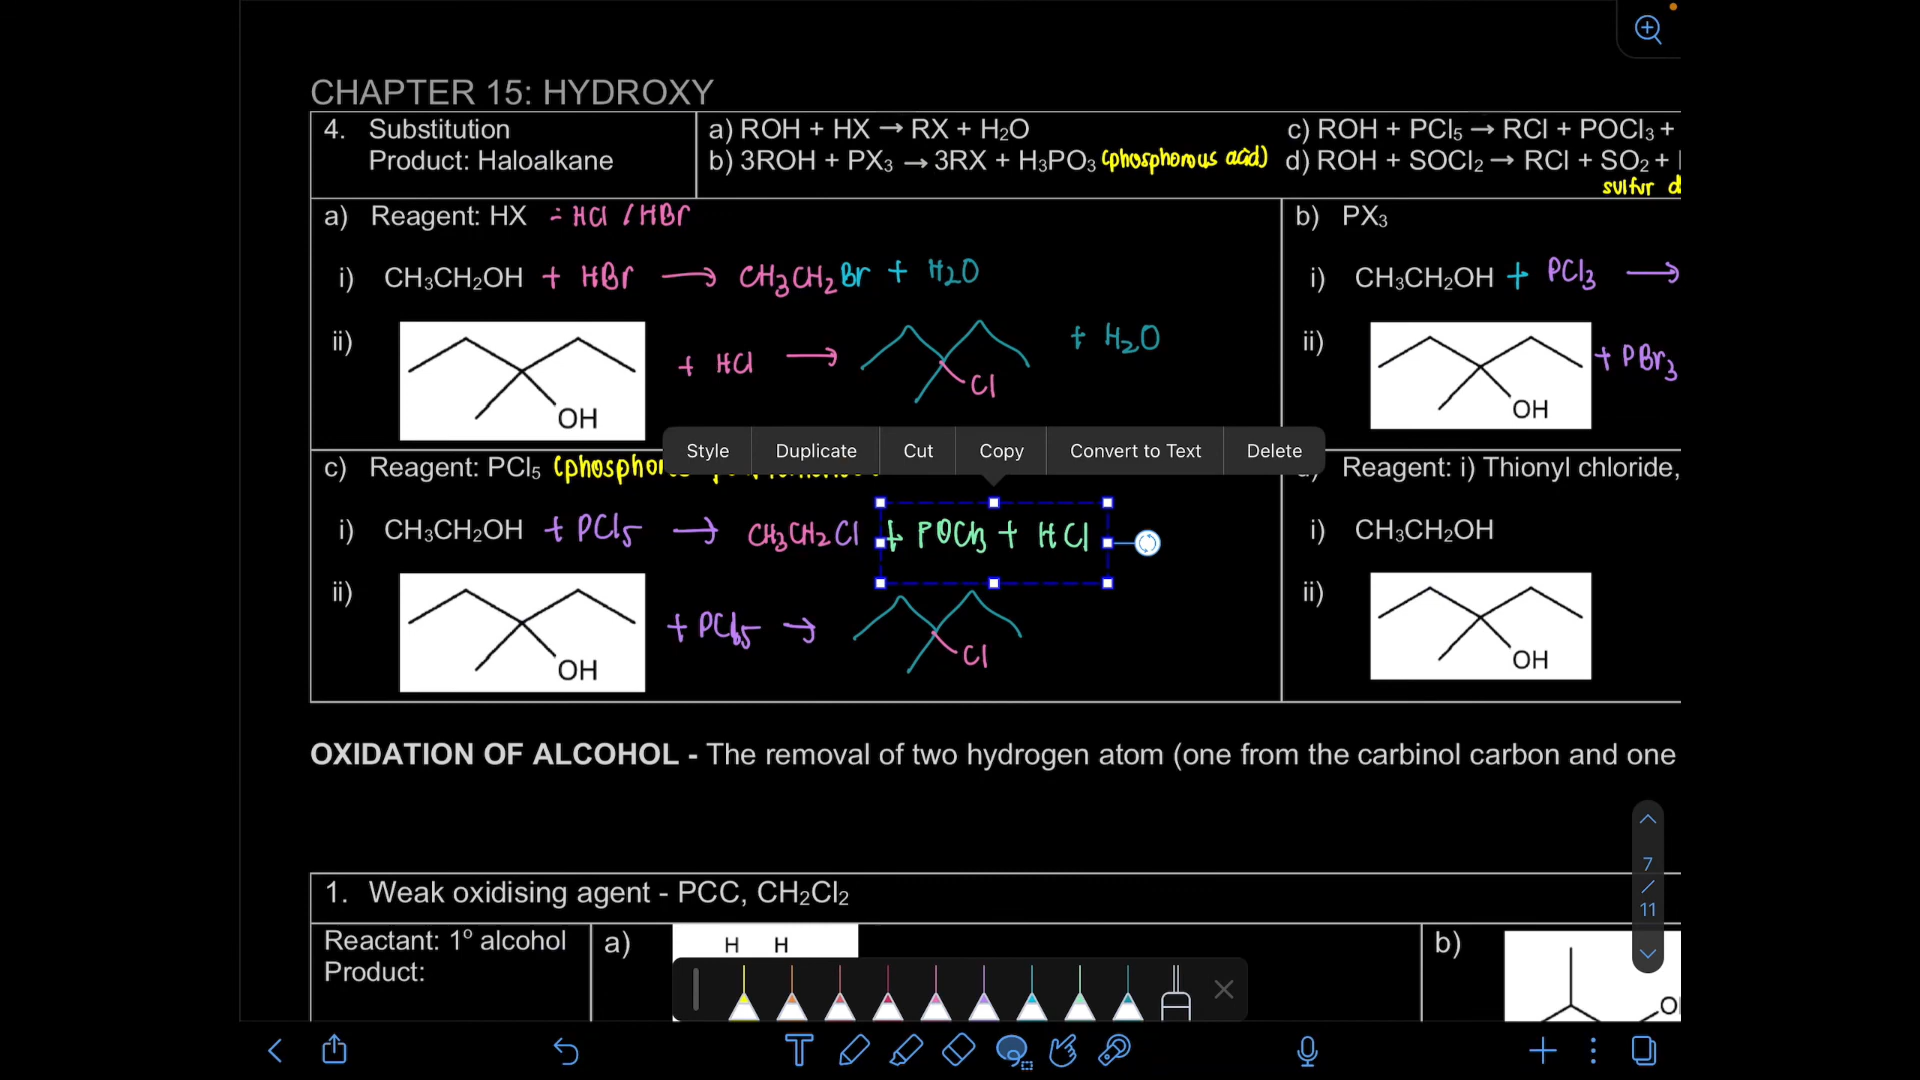 CHAPTER 15: HYDROXY
4. Substitution
Product: Haloalkane
a) ROH + HX → RX + H₂O
b) 3ROH + PX₃ → 3RX + H₃PO₃ (phosphorous acid)
c) ROH + PCl₅ → RCl + POCl₃ +
d) ROH + SOCl₂ → RCl + SO₂ +
sulfur d
a) Reagent: HX = HCl / HBr
i) CH₃CH₂OH + HBr → CH₃CH₂Br + H₂O
ii) OH + HCl → Cl + H₂O
b) PX₃
i) CH₃CH₂OH + PCl₃ →
ii) OH + PBr₃
Style Duplicate Cut Copy Convert to Text Delete
c) Reagent: PCl₅ (phosphor
i) CH₃CH₂OH + PCl₅ → CH₃CH₂Cl + POCl₃ + HCl
ii) OH + PCl₅ → Cl
Reagent: i) Thionyl chloride,
i) CH₃CH₂OH
ii) OH
OXIDATION OF ALCOHOL - The removal of two hydrogen atom (one from the carbinol carbon and one
1. Weak oxidising agent - PCC, CH₂Cl₂
Reactant: 1º alcohol
Product:
a) H H
b) O
7
/
11